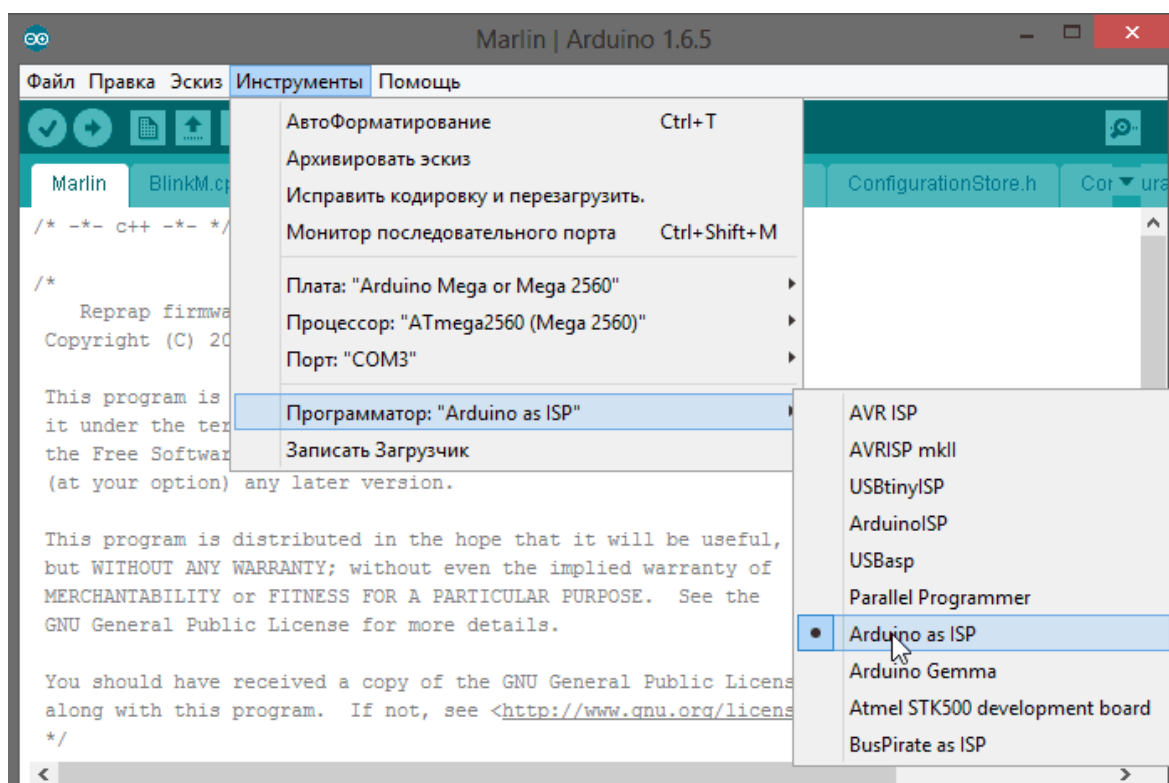 Marlin | Arduino 1.6.5
Файл Правка Эскиз Инструменты Помощь
АвтоФорматирование Ctrl+T
Архивировать эскиз
Исправить кодировку и перезагрузить.
Монитор последовательного порта Ctrl+Shift+M
Плата: "Arduino Mega or Mega 2560"
Процессор: "ATmega2560 (Mega 2560)"
Порт: "COM3"
Программатор: "Arduino as ISP"
Записать Загрузчик
AVR ISP
AVRISP mkII
USBtinyISP
ArduinoISP
USBasp
Parallel Programmer
Arduino as ISP
Arduino Gemma
Atmel STK500 development board
BusPirate as ISP
Marlin BlinkM.cp ConfigurationStore.h
/* -*- c++ -*- */
/*
Reprap firmwa
Copyright (C) 20
This program is
it under the ter
the Free Softwar
(at your option) any later version.
This program is distributed in the hope that it will be useful,
but WITHOUT ANY WARRANTY; without even the implied warranty of
MERCHANTABILITY or FITNESS FOR A PARTICULAR PURPOSE. See the
GNU General Public License for more details.
You should have received a copy of the GNU General Public Licens
along with this program. If not, see <http://www.gnu.org/licens
*/